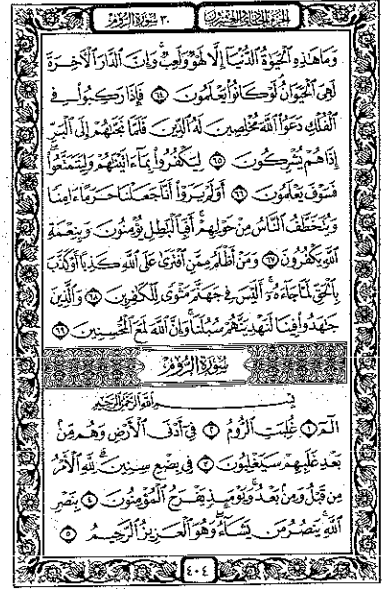 ٣٠ سورة الروم
الجزء الحادي والعشرون
وَمَا هَٰذِهِ ٱلْحَيَوٰةُ ٱلدُّنْيَآ إِلَّا لَهْوٌ وَلَعِبٌ ۚ وَإِنَّ ٱلدَّارَ ٱلْءَاخِرَةَ
لَهِىَ ٱلْحَيَوَانُ ۚ لَوْ كَانُوا۟ يَعْلَمُونَ ٦٤ فَإِذَا رَكِبُوا۟ فِى
ٱلْفُلْكِ دَعَوُا۟ ٱللَّهَ مُخْلِصِينَ لَهُ ٱلدِّينَ فَلَمَّا نَجَّىٰهُمْ إِلَى ٱلْبَرِّ
إِذَا هُمْ يُشْرِكُونَ ٦٥ لِيَكْفُرُوا۟ بِمَآ ءَاتَيْنَٰهُمْ وَلِيَتَمَتَّعُوا۟ ۖ
فَسَوْفَ يَعْلَمُونَ ٦٦ أَوَلَمْ يَرَوْا۟ أَنَّا جَعَلْنَا حَرَمًا ءَامِنًا
وَيُتَخَطَّفُ ٱلنَّاسُ مِنْ حَوْلِهِمْ ۚ أَفَبِٱلْبَٰطِلِ يُؤْمِنُونَ وَبِنِعْمَةِ
ٱللَّهِ يَكْفُرُونَ ٦٧ وَمَنْ أَظْلَمُ مِمَّنِ ٱفْتَرَىٰ عَلَى ٱللَّهِ كَذِبًا أَوْ كَذَّبَ
بِٱلْحَقِّ لَمَّا جَآءَهُۥٓ ۚ أَلَيْسَ فِى جَهَنَّمَ مَثْوًى لِّلْكَٰفِرِينَ ٦٨ وَٱلَّذِينَ
جَٰهَدُوا۟ فِينَا لَنَهْدِيَنَّهُمْ سُبُلَنَا ۚ وَإِنَّ ٱللَّهَ لَمَعَ ٱلْمُحْسِنِينَ ٦٩
سُورَةُ الرُّومِ
بِسْمِ ٱللَّهِ ٱلرَّحْمَٰنِ ٱلرَّحِيمِ
الٓمٓ ١ غُلِبَتِ ٱلرُّومُ ٢ فِىٓ أَدْنَى ٱلْأَرْضِ وَهُم مِّنۢ
بَعْدِ غَلَبِهِمْ سَيَغْلِبُونَ ٣ فِى بِضْعِ سِنِينَ ۗ لِلَّهِ ٱلْأَمْرُ
مِن قَبْلُ وَمِنۢ بَعْدُ ۚ وَيَوْمَئِذٍ يَفْرَحُ ٱلْمُؤْمِنُونَ ٤ بِنَصْرِ
ٱللَّهِ ۚ يَنصُرُ مَن يَشَآءُ ۖ وَهُوَ ٱلْعَزِيزُ ٱلرَّحِيمُ ٥
٤٠٤